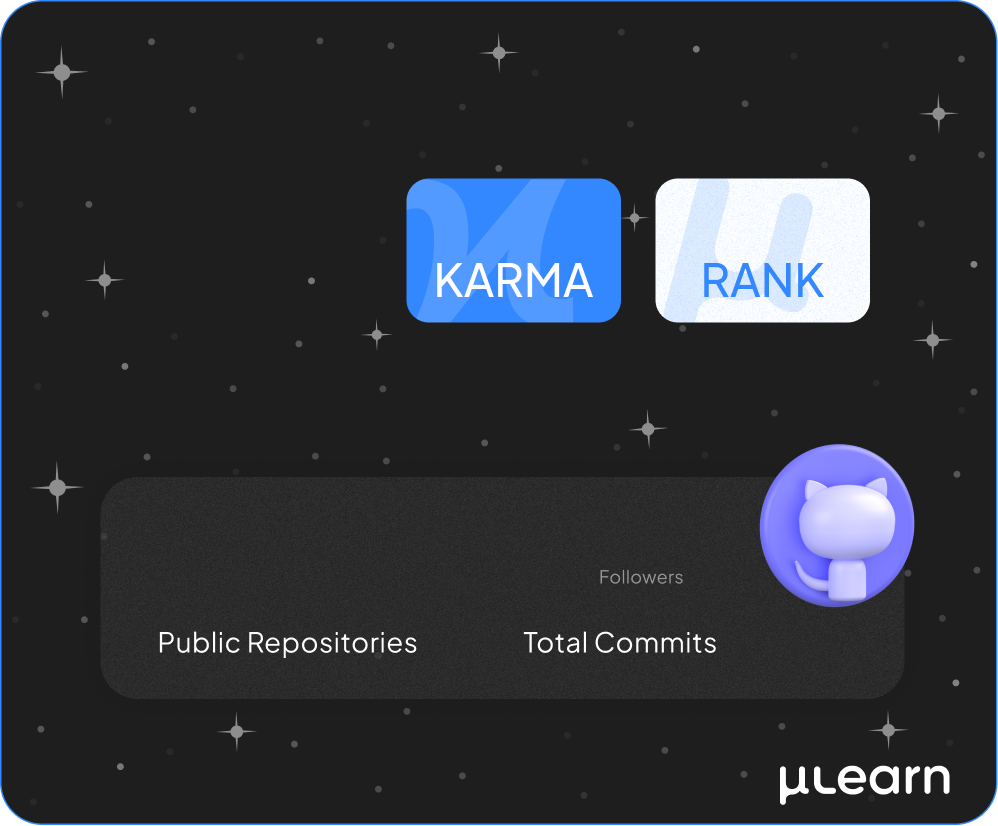 KARMA
RANK
Followers
Public Repositories
Total Commits
µLearn